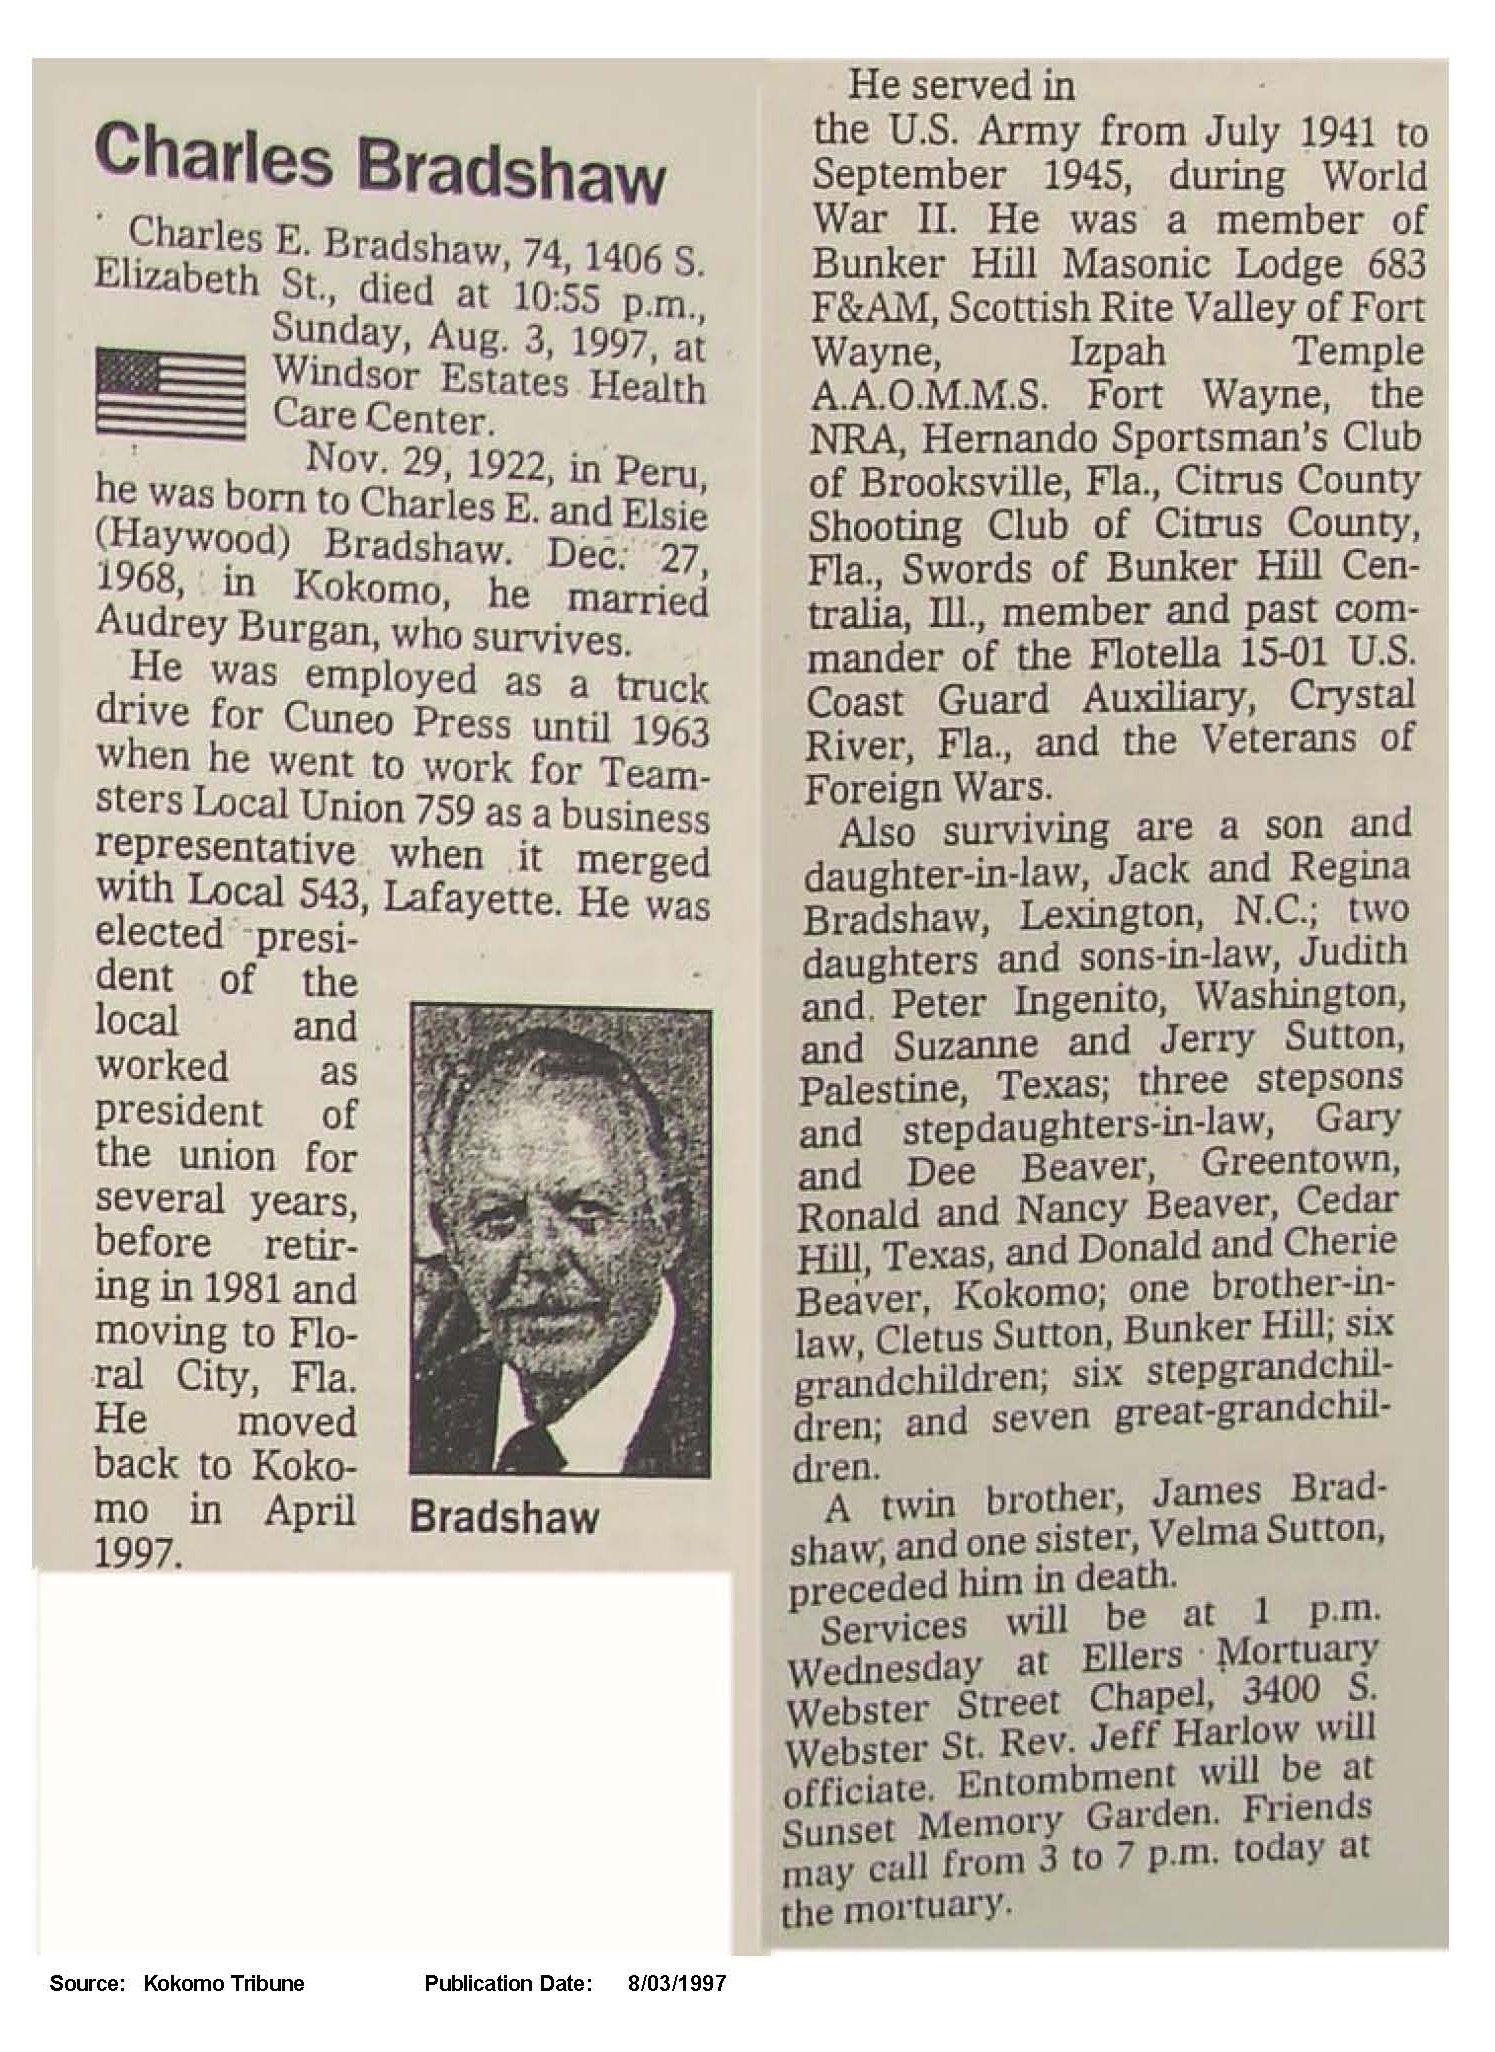 Charles Bradshaw
Charles E. Bradshaw, 74, 1406 S.
Elizabeth St., died at 10:55 p.m.,
Sunday, Aug. 3, 1997, at
Windsor Estates Health
Care Center.
Nov. 29, 1922, in Peru,
he was born to Charles E. and Elsie
(Haywood) Bradshaw. Dec. 27,
1968, in Kokomo, he married
Audrey Burgan, who survives.
He was employed as a truck
drive for Cuneo Press until 1963
when he went to work for Team-
sters Local Union 759 as a business
representative when it merged
with Local 543, Lafayette. He was
elected presi-
dent of the
local and
worked as
president of
the union for
several years,
before retir-
ing in 1981 and
moving to Flo-
ral City, Fla.
He moved
back to Koko-
mo in April
1997.
Bradshaw
He served in
the U.S. Army from July 1941 to
September 1945, during World
War II. He was a member of
Bunker Hill Masonic Lodge 683
F&AM, Scottish Rite Valley of Fort
Wayne, Izpah Temple
A.A.O.M.M.S. Fort Wayne, the
NRA, Hernando Sportsman's Club
of Brooksville, Fla., Citrus County
Shooting Club of Citrus County,
Fla., Swords of Bunker Hill Cen-
tralia, Ill., member and past com-
mander of the Flotella 15-01 U.S.
Coast Guard Auxiliary, Crystal
River, Fla., and the Veterans of
Foreign Wars.
Also surviving are a son and
daughter-in-law, Jack and Regina
Bradshaw, Lexington, N.C.; two
daughters and sons-in-law, Judith
and Peter Ingenito, Washington,
and Suzanne and Jerry Sutton,
Palestine, Texas; three stepsons
and stepdaughters-in-law, Gary
and Dee Beaver, Greentown,
Ronald and Nancy Beaver, Cedar
Hill, Texas, and Donald and Cherie
Beaver, Kokomo; one brother-in-
law, Cletus Sutton, Bunker Hill; six
grandchildren; six stepgrandchil-
dren; and seven great-grandchil-
dren.
A twin brother, James Brad-
shaw, and one sister, Velma Sutton,
preceded him in death.
Services will be at 1 p.m.
Wednesday at Ellers Mortuary
Webster Street Chapel, 3400 S.
Webster St. Rev. Jeff Harlow will
officiate. Entombment will be at
Sunset Memory Garden. Friends
may call from 3 to 7 p.m. today at
the mortuary.
Source: Kokomo Tribune Publication Date: 8/03/1997